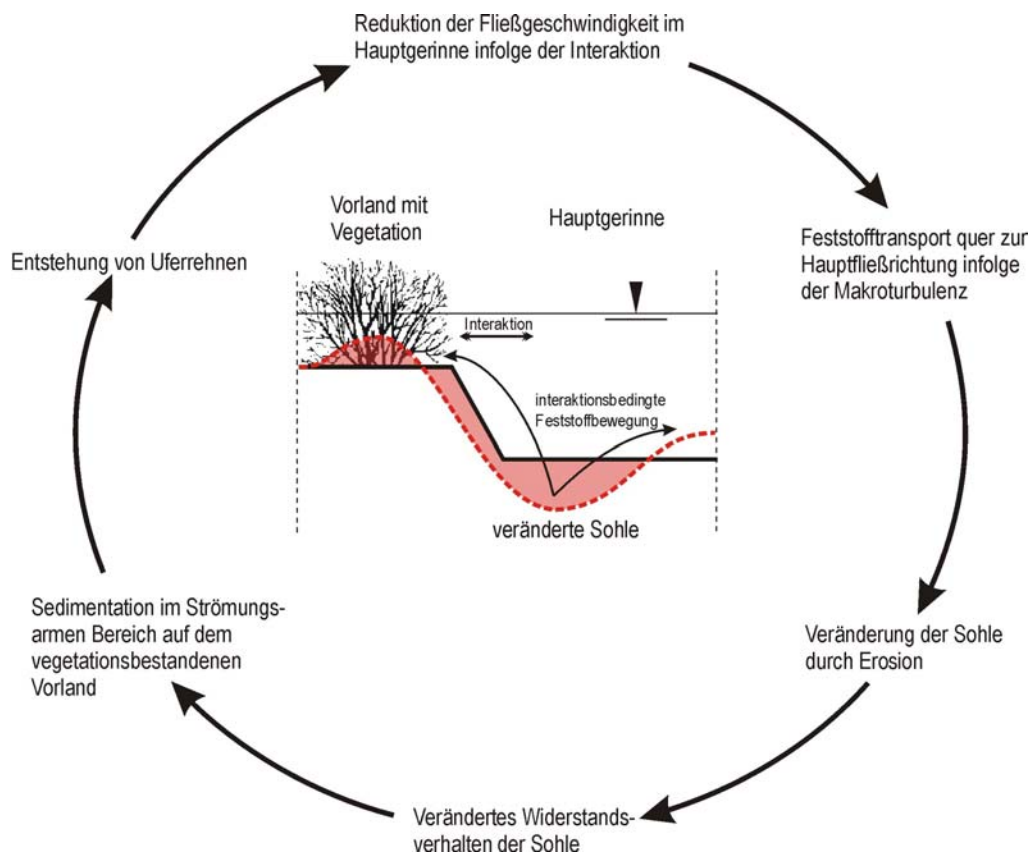 Reduktion der Fließgeschwindigkeit im
Hauptgerinne infolge der Interaktion
Feststofftransport quer zur
Hauptfließrichtung infolge
der Makroturbulenz
Veränderung der Sohle
durch Erosion
Verändertes Widerstands-
verhalten der Sohle
Sedimentation im Strömungs-
armen Bereich auf dem
vegetationsbestandenen
Vorland
Entstehung von Uferrehnen
Vorland mit
Vegetation
Hauptgerinne
Interaktion
interaktionsbedingte
Feststoffbewegung
veränderte Sohle